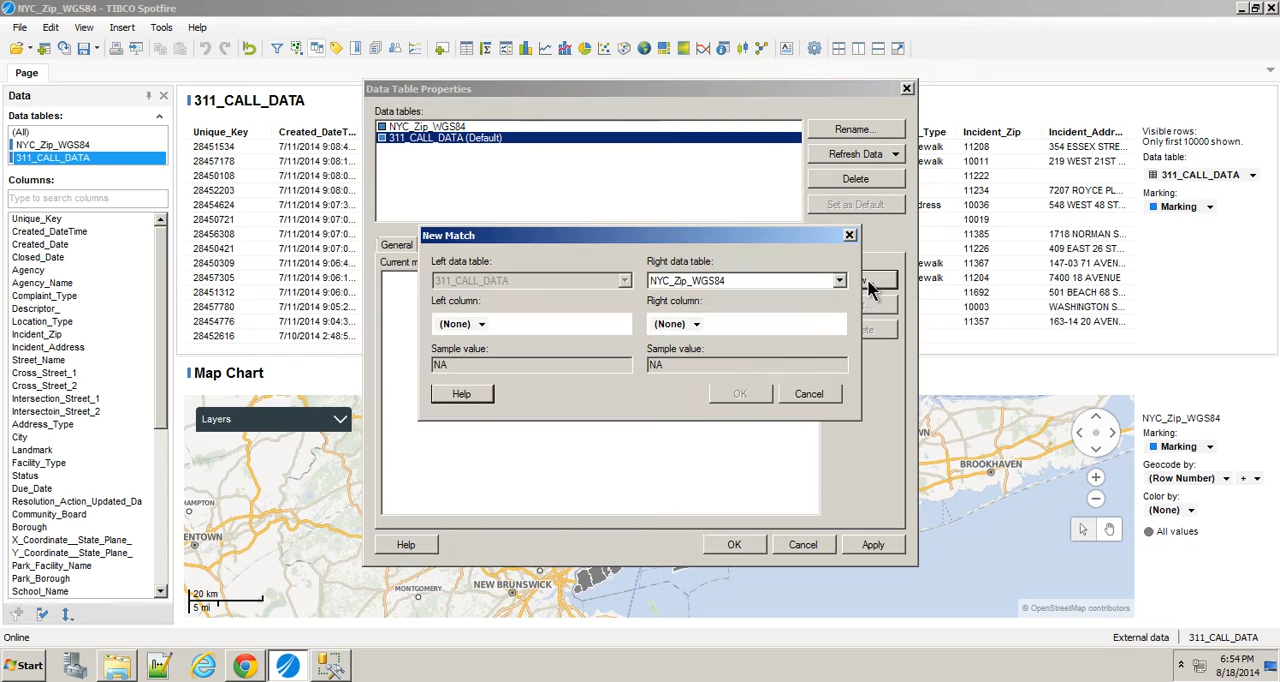 NYC_Zip_WGS84 - TIBCO Spotfire
File Edit View Insert Tools Help
Page
Data
Data tables:
(All)
NYC_Zip_WGS84
311_CALL_DATA
Columns:
Type to search columns
Unique_Key
Created_DateTime
Created_Date
Closed_Date
Agency
Agency_Name
Complaint_Type
Descriptor_
Location_Type
Incident_Zip
Incident_Address
Street_Name
Cross_Street_1
Cross_Street_2
Intersection_Street_1
Intersectoin_Street_2
Address_Type
City
Landmark
Facility_Type
Status
Due_Date
Resolution_Action_Updated_Da
Community_Board
Borough
X_Coordinate__State_Plane_
Y_Coordinate__State_Plane_
Park_Facility_Name
Park_Borough
School_Name
311_CALL_DATA
Unique_Key Created_DateT...
28451534 7/11/2014 9:08:4...
28457178 7/11/2014 9:08:1...
28450108 7/11/2014 9:08:...
28452203 7/11/2014 9:08:...
28454624 7/11/2014 9:07:3...
28450721 7/11/2014 9:07:...
28456308 7/11/2014 9:07:0...
28450421 7/11/2014 9:07:...
28450309 7/11/2014 9:06:...
28457305 7/11/2014 9:06:...
28451312 7/11/2014 9:06:0...
28457780 7/11/2014 9:05:2...
28454776 7/11/2014 9:04:3...
28452616 7/10/2014 2:48:5...
_Type Incident_Zip Incident_Addr...
ewalk 11208 354 ESSEX STRE...
ewalk 10011 219 WEST 21ST ...
11222
11234 7207 ROYCE PL...
dress 10036 548 WEST 48 ST...
10019
11385 1718 NORMAN S...
11226 409 EAST 26 ST...
ewalk 11367 147-03 71 AVEN...
ewalk 11204 7400 18 AVENUE
11692 501 BEACH 68 S...
10003 WASHINGTON S...
11357 163-14 20 AVEN...
Visible rows:
Only first 10000 shown.
Data table:
311_CALL_DATA
Marking:
Marking
Data Table Properties
Data tables:
NYC_Zip_WGS84
311_CALL_DATA (Default)
Rename...
Refresh Data
Delete
Set as Default
General
Current m
New Match
Left data table:
311_CALL_DATA
Right data table:
NYC_Zip_WGS84
Left column:
(None)
Right column:
(None)
Sample value:
NA
Sample value:
NA
Help OK Cancel
Help OK Cancel Apply
Map Chart
Layers
BROOKHAVEN
NEW BRUNSWICK
MONTGOMERY
20 km
5 mi
© OpenStreetMap contributors
NYC_Zip_WGS84
Marking:
Marking
Geocode by:
(Row Number) +
Color by:
(None)
All values
Online
External data 311_CALL_DATA
Start
6:54 PM
8/18/2014